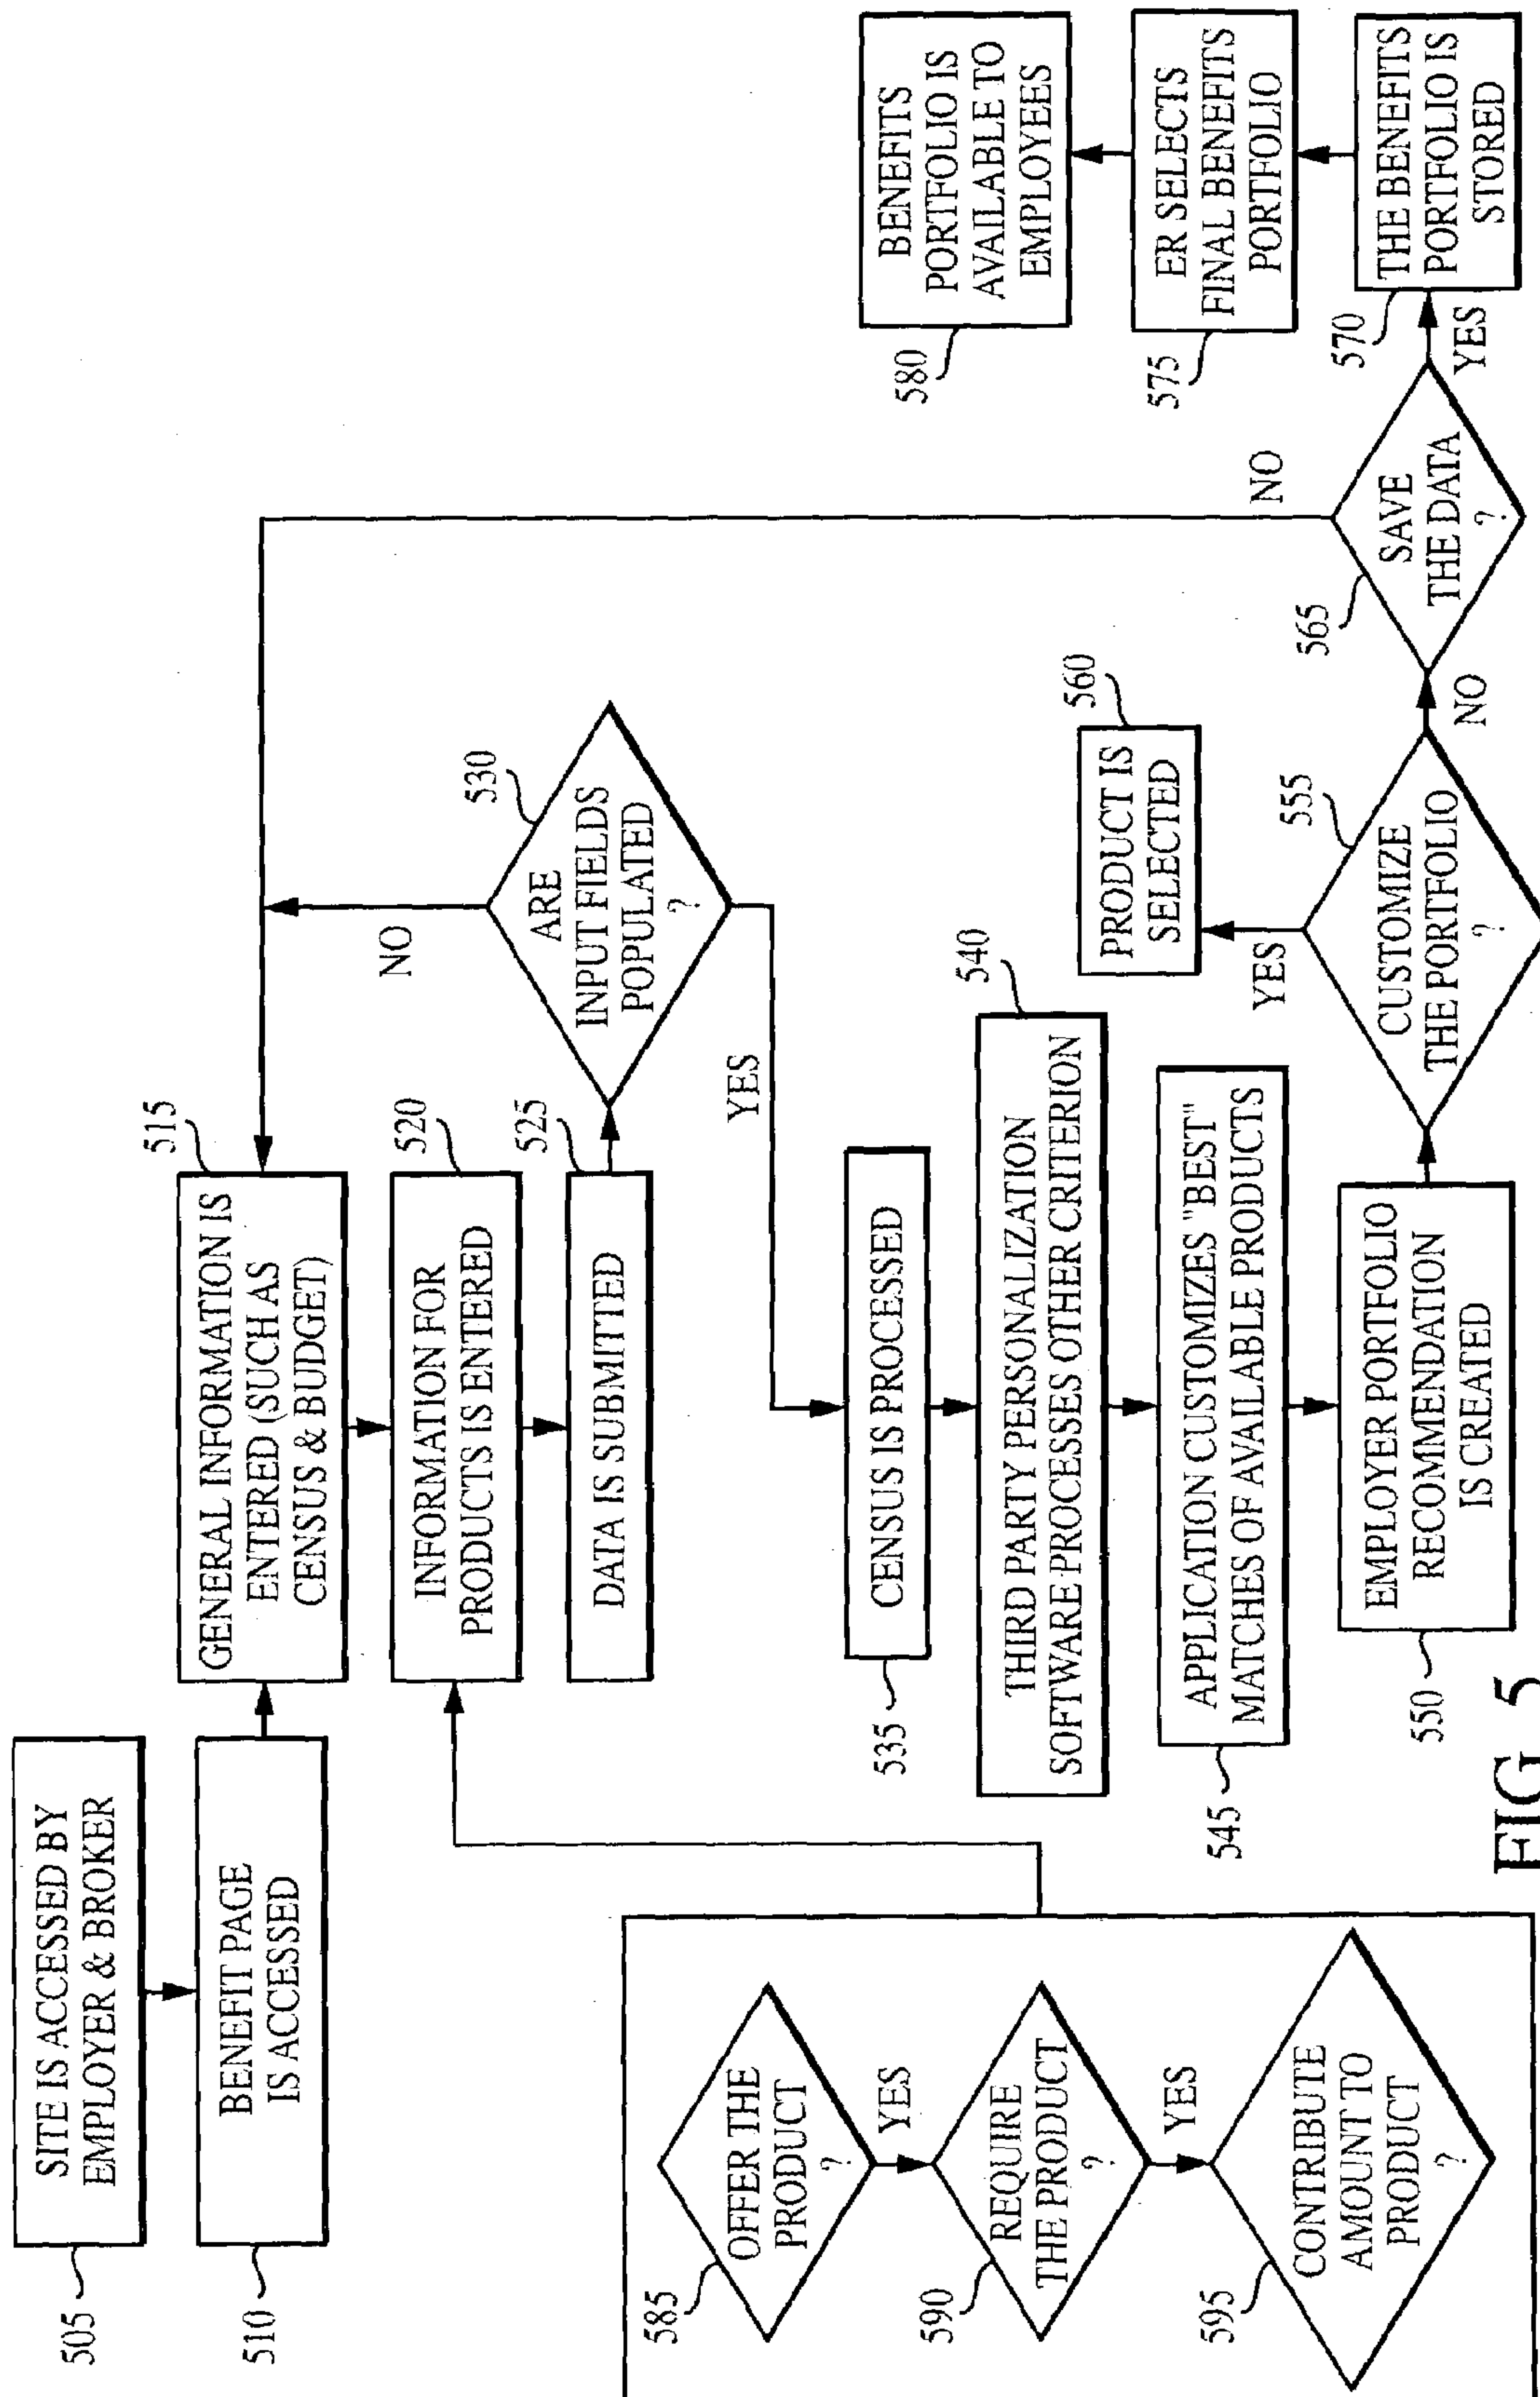 505
SITE IS ACCESSED BY
EMPLOYER & BROKER
510
BENEFIT PAGE
IS ACCESSED
515
GENERAL INFORMATION IS
ENTERED (SUCH AS
CENSUS & BUDGET)
520
INFORMATION FOR
PRODUCTS IS ENTERED
525
DATA IS SUBMITTED
530
ARE
INPUT FIELDS
POPULATED
?
NO
YES
535
CENSUS IS PROCESSED
540
THIRD PARTY PERSONALIZATION
SOFTWARE PROCESSES OTHER CRITERION
545
APPLICATION CUSTOMIZES "BEST"
MATCHES OF AVAILABLE PRODUCTS
550
EMPLOYER PORTFOLIO
RECOMMENDATION
IS CREATED
555
CUSTOMIZE
THE PORTFOLIO
?
YES
NO
560
PRODUCT IS
SELECTED
565
SAVE
THE DATA
?
NO
YES
570
THE BENEFITS
PORTFOLIO IS
STORED
575
ER SELECTS
FINAL BENEFITS
PORTFOLIO
580
BENEFITS
PORTFOLIO IS
AVAILABLE TO
EMPLOYEES
585
OFFER THE
PRODUCT
?
YES
590
REQUIRE
THE PRODUCT
?
YES
595
CONTRIBUTE
AMOUNT TO
PRODUCT
?
FIG 5